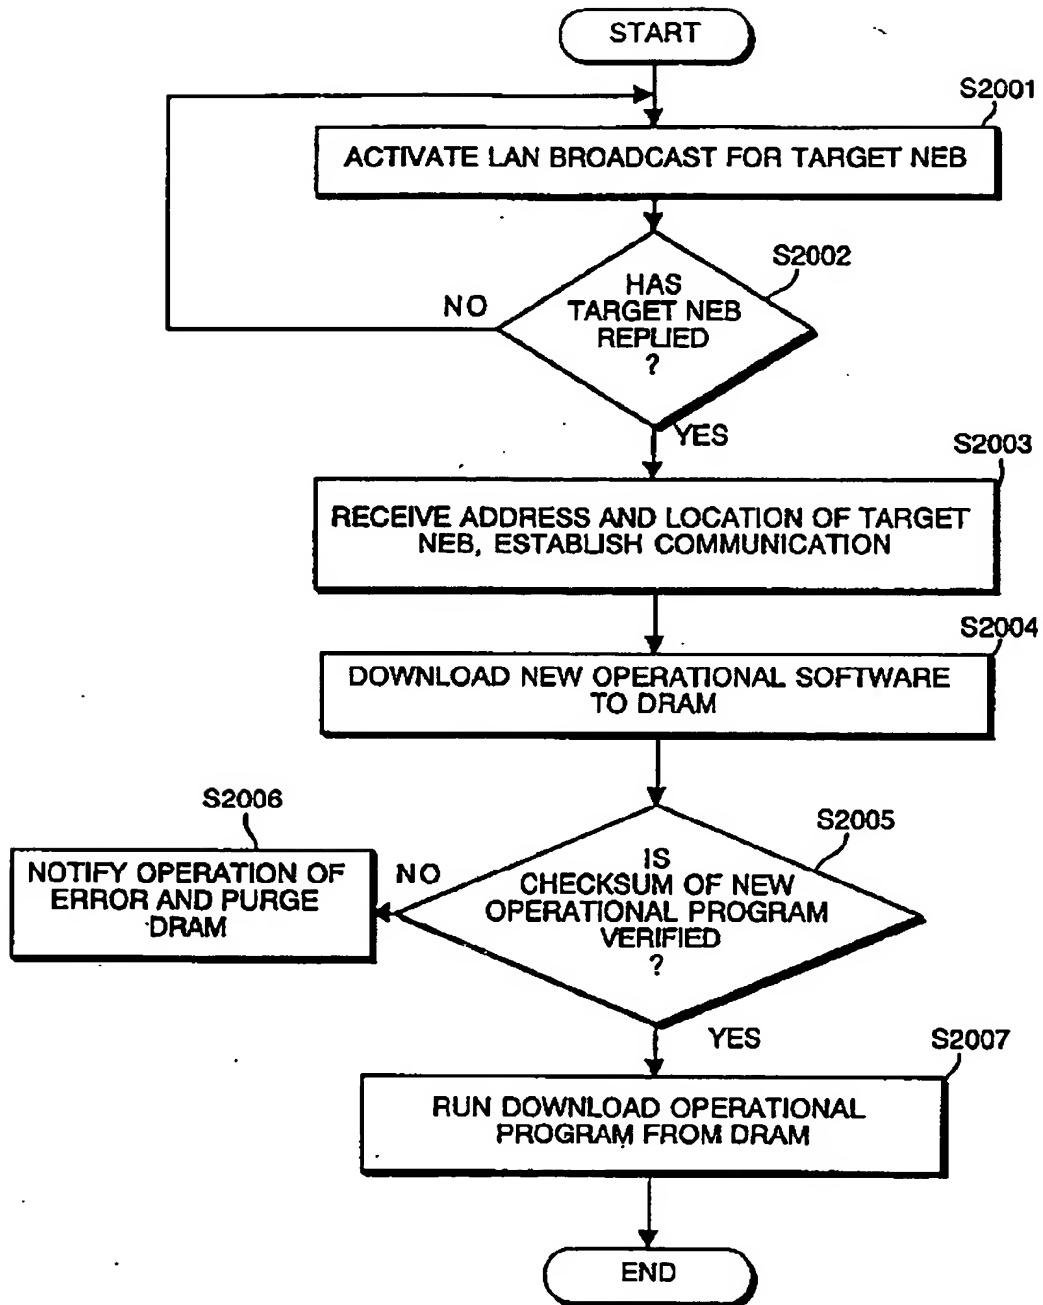 START
S2001
ACTIVATE LAN BROADCAST FOR TARGET NEB
S2002
HAS
TARGET NEB
REPLIED
?
NO
YES
S2003
RECEIVE ADDRESS AND LOCATION OF TARGET
NEB, ESTABLISH COMMUNICATION
S2004
DOWNLOAD NEW OPERATIONAL SOFTWARE
TO DRAM
S2006
NOTIFY OPERATION OF
ERROR AND PURGE
DRAM
NO
S2005
IS
CHECKSUM OF NEW
OPERATIONAL PROGRAM
VERIFIED
?
YES
S2007
RUN DOWNLOAD OPERATIONAL
PROGRAM FROM DRAM
END